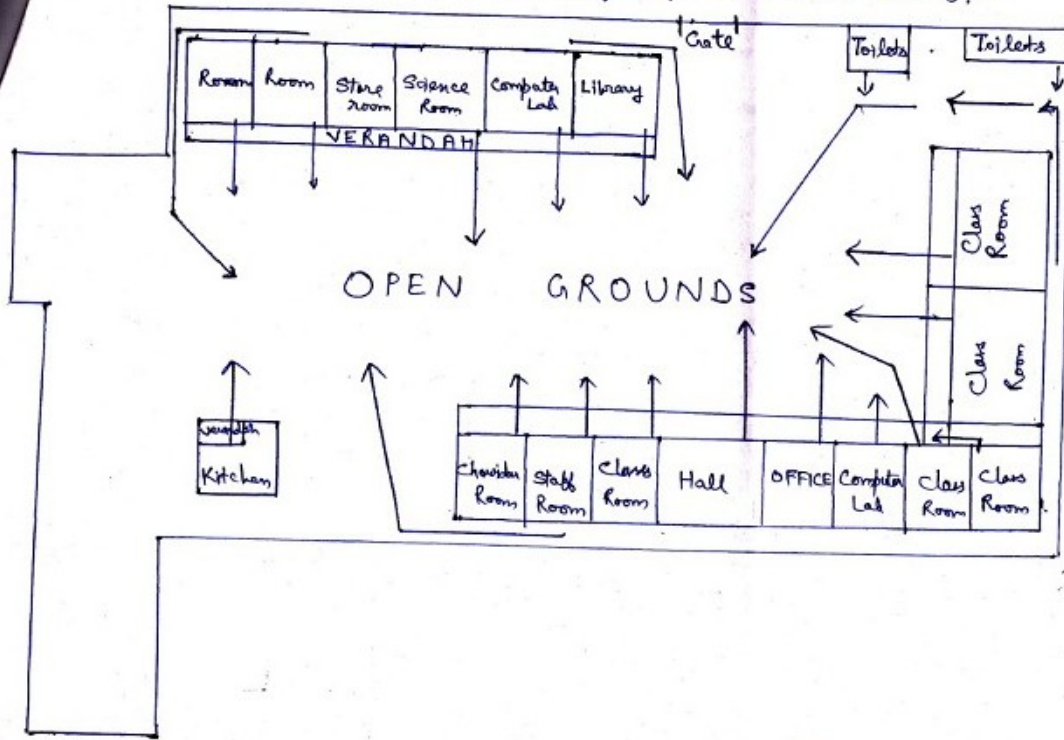 Gate
Toilets
Toilets
Room
Room
Store
room
Science
Room
Computer
Lab
Library
VERANDAH
Class
Room
Class
Room
OPEN GROUNDS
Kitchen
Room
Staff
Room
Class
Room
Hall
OFFICE
Computer
Lab
Class
Room
Class
Room